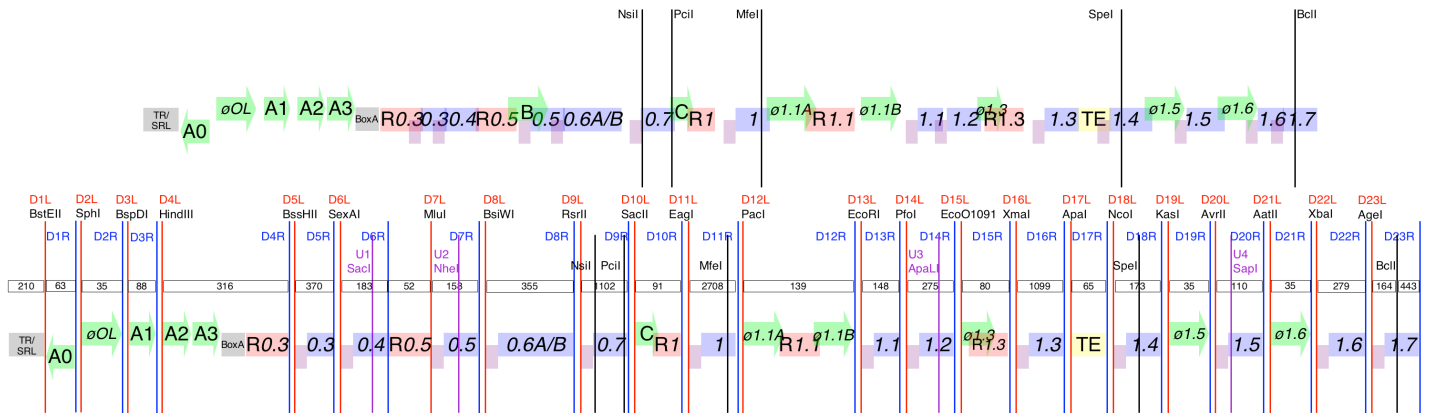 NsiI PciI MfeI SpeI BclI
TR/ SRL A0 øOL A1 A2 A3 BoxA R0.3 0.3 0.4 R0.5 B 0.5 0.6A/B 0.7 C R1 1 ø1.1A R1.1 ø1.1B 1.1 1.2 ø1.3 R1.3 1.3 TE 1.4 ø1.5 1.5 ø1.6 1.6 1.7
D1L D2L D3L D4L D5L D6L D7L D8L D9L D10L D11L D12L D13L D14L D15L D16L D17L D18L D19L D20L D21L D22L D23L
BstEII SphI BspDI HindIII BssHII SexAI MluI BsiWI RsrII SacII EagI PacI EcoRI PfoI EcoO1091 XmaI ApaI NcoI KasI AvrII AatII XbaI AgeI
D1R D2R D3R D4R D5R D6R D7R D8R D9R D10R D11R D12R D13R D14R D15R D16R D17R D18R D19R D20R D21R D22R D23R
U1 U2 U3 U4
SacI NheI NsiI PciI MfeI ApaLI SpeI SapI BclI
210 63 35 88 316 370 183 52 153 355 1102 91 2708 139 148 275 80 1099 65 173 35 110 35 279 164 443
TR/ SRL A0 øOL A1 A2 A3 BoxA R0.3 0.3 0.4 R0.5 0.5 0.6A/B 0.7 C R1 1 ø1.1A R1.1 ø1.1B 1.1 1.2 ø1.3 R1.3 1.3 TE 1.4 ø1.5 1.5 ø1.6 1.6 1.7